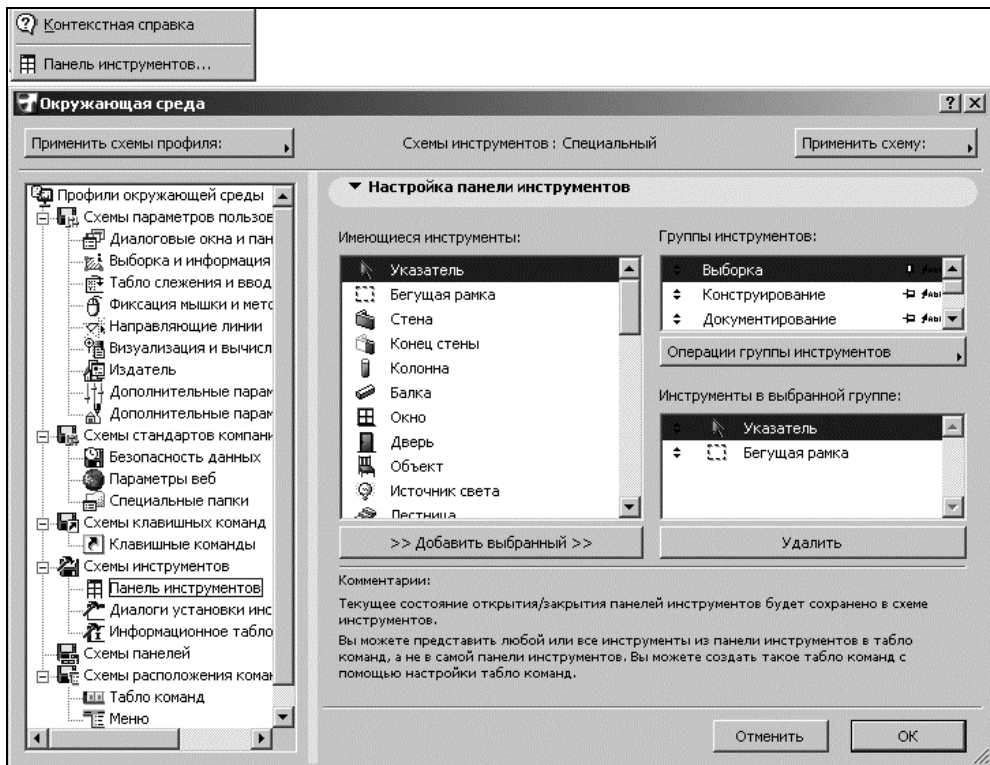 Контекстная справка
Панель инструментов...
Окружающая среда
Применить схемы профиля:
Схемы инструментов : Специальный
Применить схему:
Профили окружающей среды
Схемы параметров пользов
Диалоговые окна и пан
Выборка и информация
Табло слежения и ввод
Фиксация мышки и мето
Направляющие линии
Визуализация и вычисл
Издатель
Дополнительные парам
Дополнительные парам
Схемы стандартов компани
Безопасность данных
Параметры веб
Специальные папки
Схемы клавишных команд
Клавишные команды
Схемы инструментов
Панель инструментов
Диалоги установки инс
Информационное табло
Схемы панелей
Схемы расположения коман
Табло команд
Меню
Настройка панели инструментов
Имеющиеся инструменты:
Указатель
Бегущая рамка
Стена
Конец стены
Колонна
Балка
Окно
Дверь
Объект
Источник света
Лестница
>> Добавить выбранный >>
Группы инструментов:
Выборка
Конструирование
Документирование
Операции группы инструментов
Инструменты в выбранной группе:
Указатель
Бегущая рамка
Удалить
Комментарии:
Текущее состояние открытия/закрытия панелей инструментов будет сохранено в схеме
инструментов.
Вы можете представить любой или все инструменты из панели инструментов в табло
команд, а не в самой панели инструментов. Вы можете создать такое табло команд с
помощью настройки табло команд.
Отменить
OK